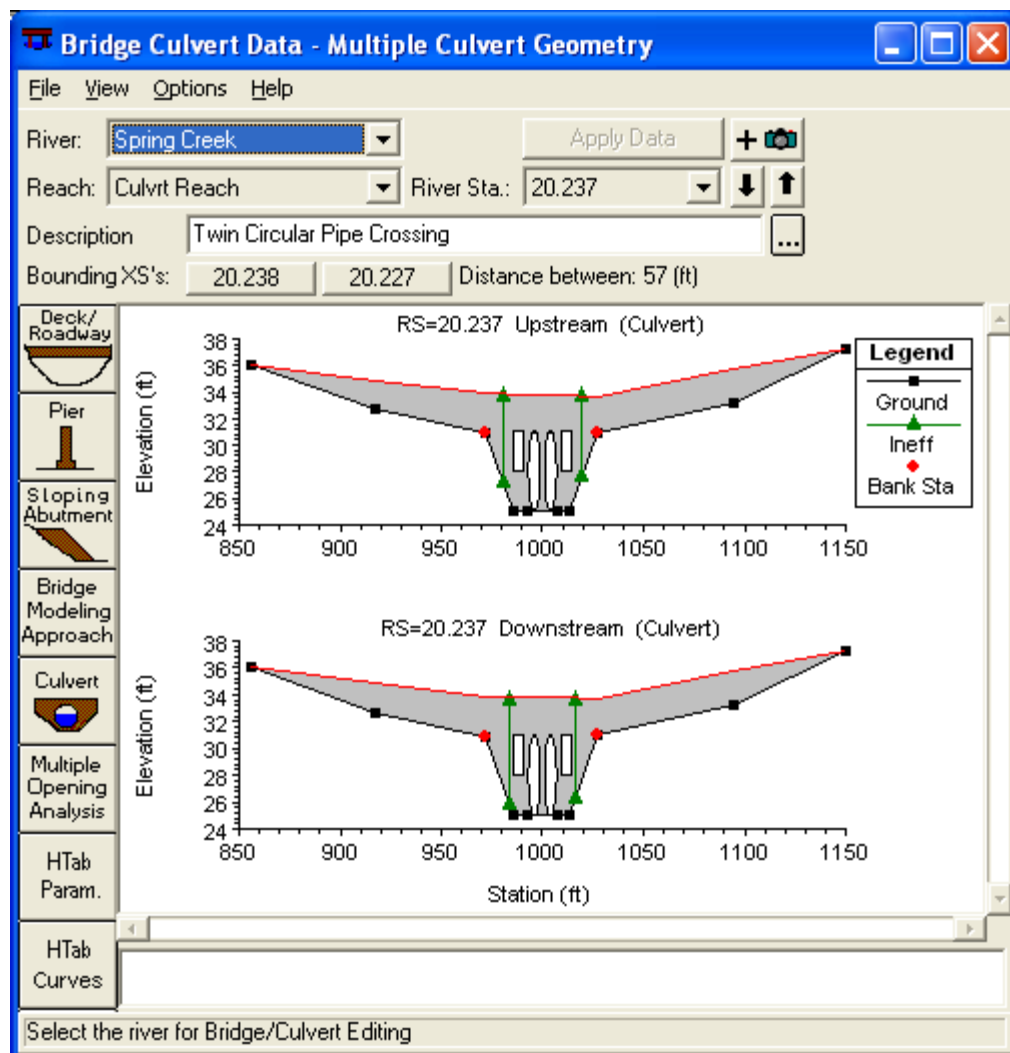 Bridge Culvert Data - Multiple Culvert Geometry
File View Options Help
River: Spring Creek Apply Data
Reach: Culvrt Reach River Sta.: 20.237
Description Twin Circular Pipe Crossing ...
Bounding XS's: 20.238 20.227 Distance between: 57 (ft)
Deck/
Roadway
Pier
Sloping
Abutment
Bridge
Modeling
Approach
Culvert
Multiple
Opening
Analysis
HTab
Param.
HTab
Curves
RS=20.237 Upstream (Culvert)
38
36
34
32
30
28
26
24
Elevation (ft)
850 900 950 1000 1050 1100 1150
Legend
Ground
Ineff
Bank Sta
RS=20.237 Downstream (Culvert)
38
36
34
32
30
28
26
24
Elevation (ft)
850 900 950 1000 1050 1100 1150
Station (ft)
Select the river for Bridge/Culvert Editing